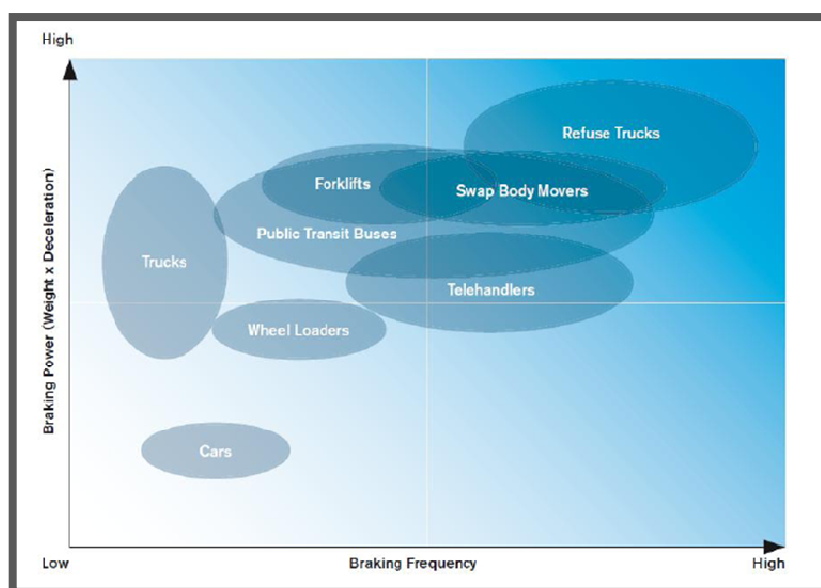 High
Refuse Trucks
Forklifts
Swap Body Movers
Public Transit Buses
Trucks
Telehandlers
Wheel Loaders
Cars
Braking Power (Weight x Deceleration)
Low
Braking Frequency
High